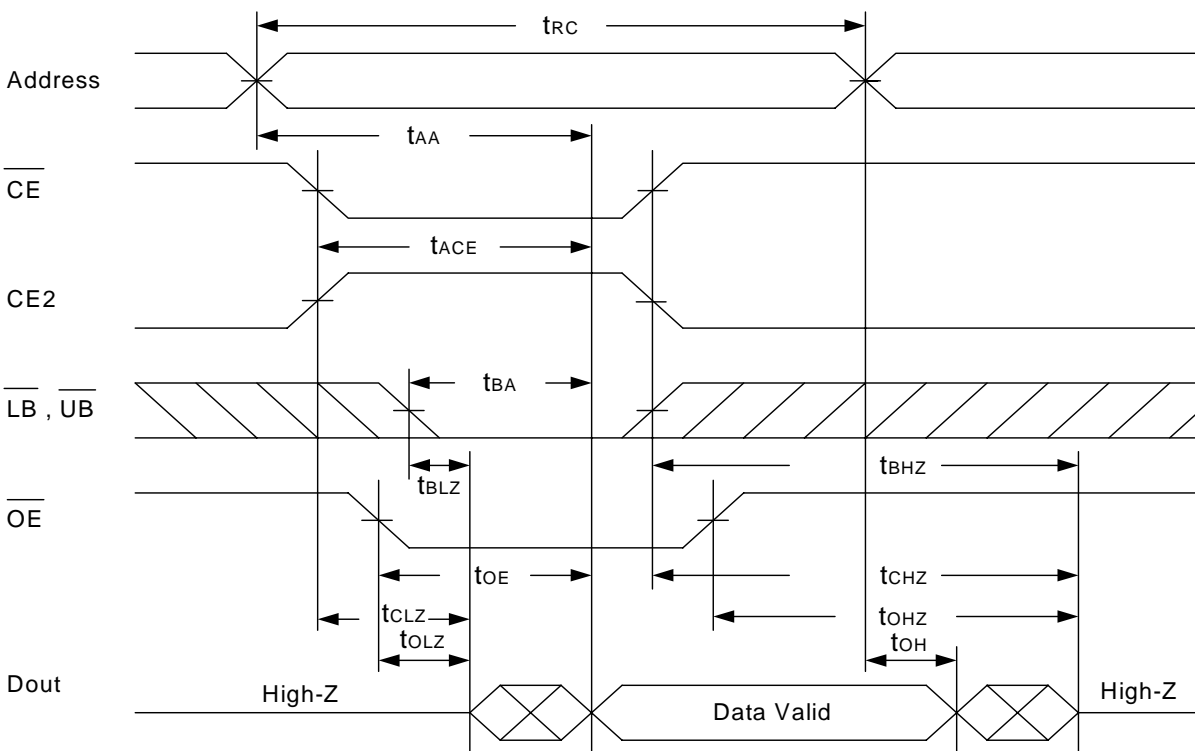 tRC
Address
tAA
CE
tACE
CE2
tBA
LB , UB
tBLZ
tBHZ
OE
tOE
tCHZ
tCLZ
tOHZ
tOLZ
tOH
Dout
High-Z
Data Valid
High-Z